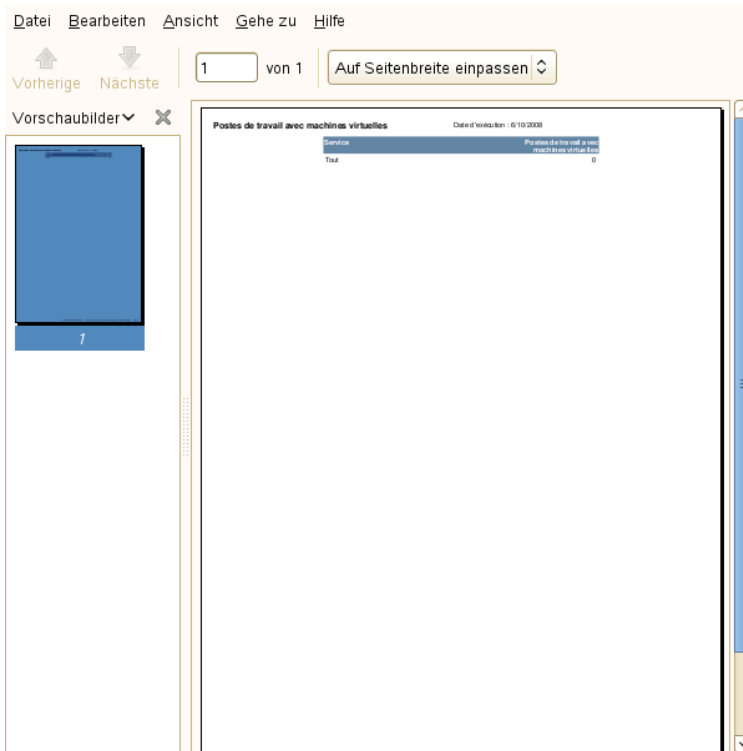 Datei Bearbeiten Ansicht Gehe zu Hilfe
Vorherige Nächste 1 von 1 Auf Seitenbreite einpassen
Vorschaubilder
1
Postes de travail avec machines virtuelles Date d'exécution : 6/10/2008
Service Postes de travail avec
machines virtuelles
Tout 0